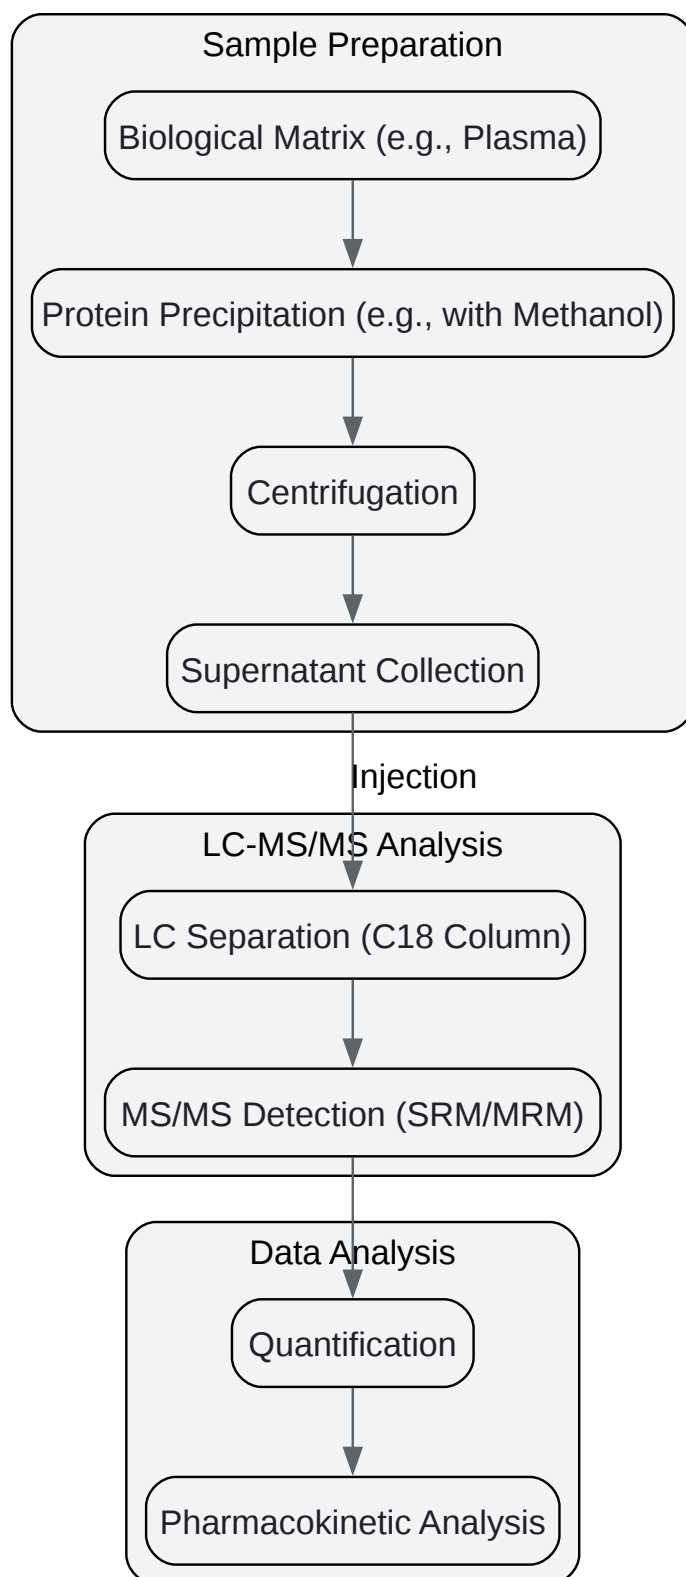 Sample Preparation
Biological Matrix (e.g., Plasma)
Protein Precipitation (e.g., with Methanol)
Centrifugation
Supernatant Collection
Injection
LC-MS/MS Analysis
LC Separation (C18 Column)
MS/MS Detection (SRM/MRM)
Data Analysis
Quantification
Pharmacokinetic Analysis